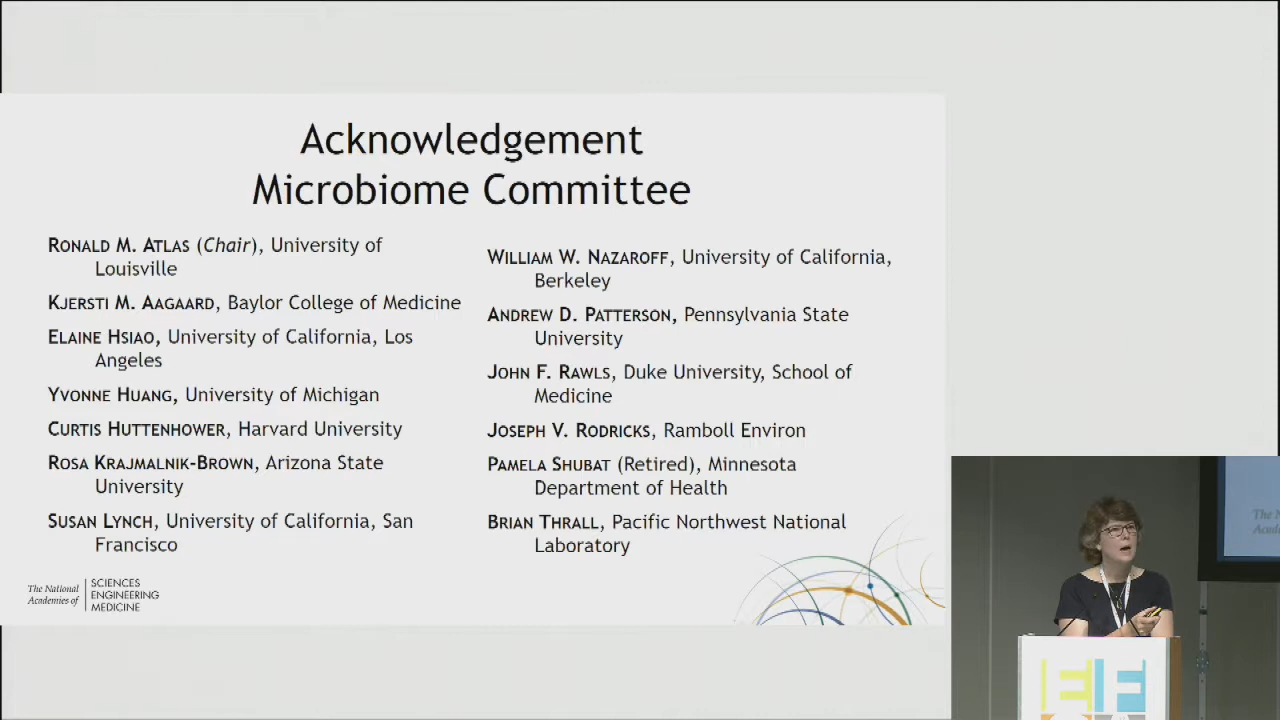 Acknowledgement
Microbiome Committee
RONALD M. ATLAS (Chair), University of
Louisville
KJERSTI M. AAGAARD, Baylor College of Medicine
ELAINE HSIAO, University of California, Los
Angeles
YVONNE HUANG, University of Michigan
CURTIS HUTTENHOWER, Harvard University
ROSA KRAJMALNIK-BROWN, Arizona State
University
SUSAN LYNCH, University of California, San
Francisco
WILLIAM W. NAZAROFF, University of California,
Berkeley
ANDREW D. PATTERSON, Pennsylvania State
University
JOHN F. RAWLS, Duke University, School of
Medicine
JOSEPH V. RODRICKS, Ramboll Environ
PAMELA SHUBAT (Retired), Minnesota
Department of Health
BRIAN THRALL, Pacific Northwest National
Laboratory
The National
Academies of
SCIENCES
ENGINEERING
MEDICINE
The N
Acade
EF